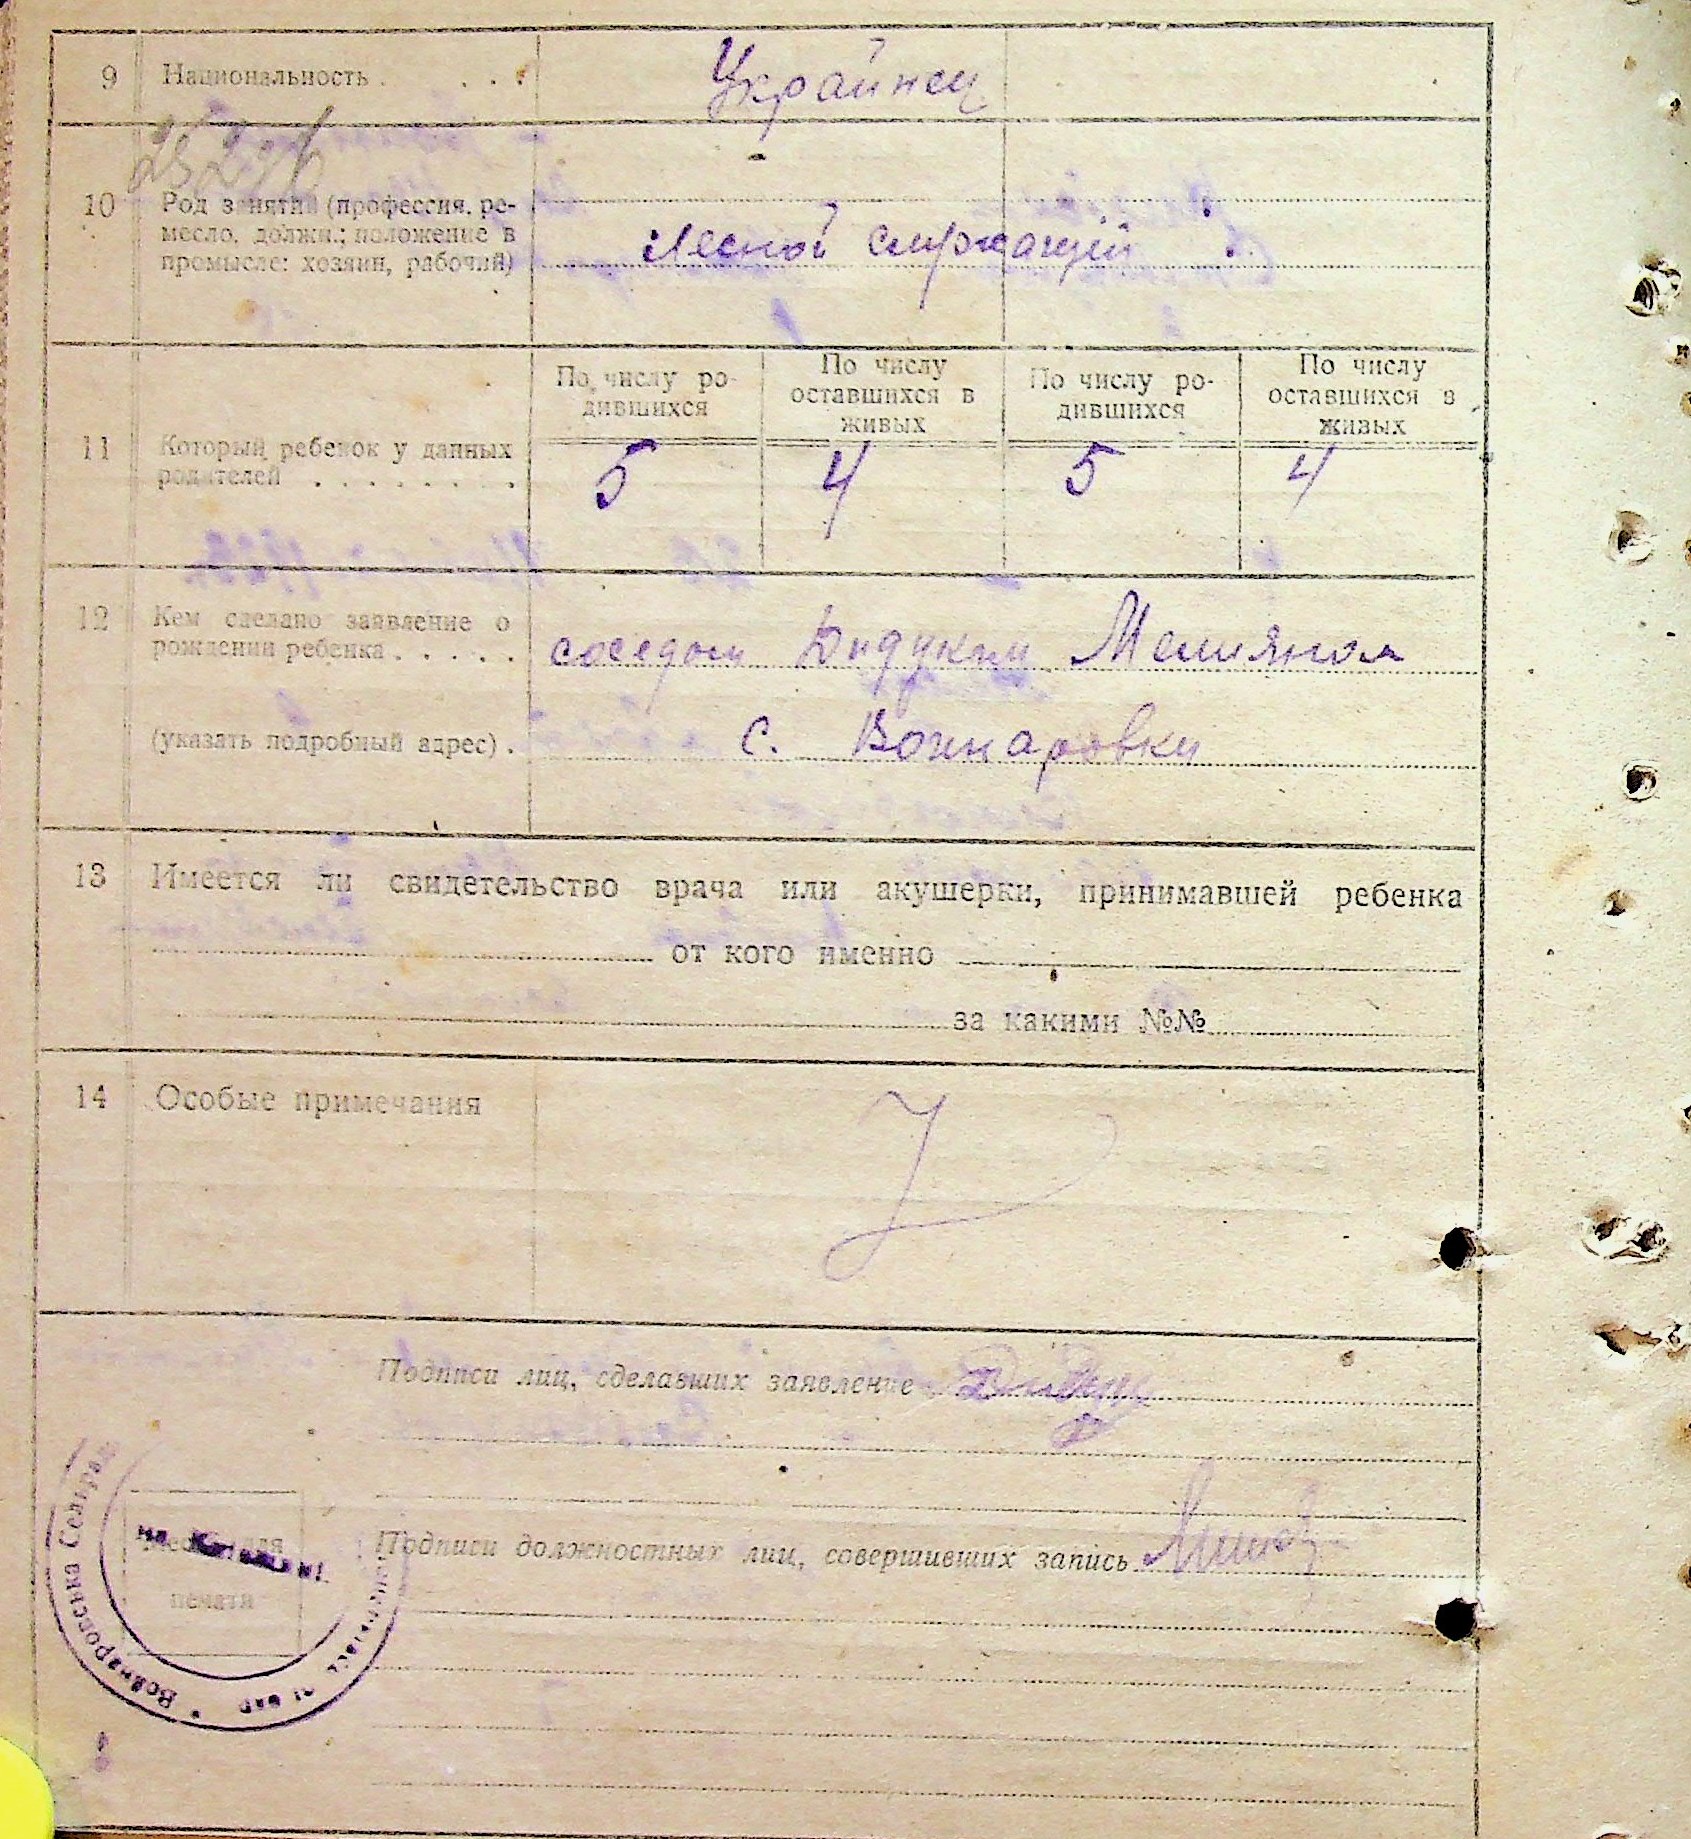 9 Национальность . . . . Украинец
10 Род занятий (профессия, ре-
месло, должн.; положение в
промысле: хозяин, рабочий)
Лесной служащий
По числу ро-
дившихся
По числу
оставшихся в
живых
По числу ро-
дившихся
По числу
оставшихся в
живых
11 Который ребенок у данных
родителей . . . . . . . .
5 4 5 4
12 Кем сделано заявление о
рождении ребенка . . . . .
соседом
(указать подробный адрес) .
с. Войнаровки
13 Имеется ли свидетельство врача или акушерки, принимавшей ребенка
от кого именно
за какими №№
14 Особые примечания
Подписи лиц, сделавших заявление
Подписи должностных лиц, совершивших запись
Место для
печати
Войнаровська Сельрада